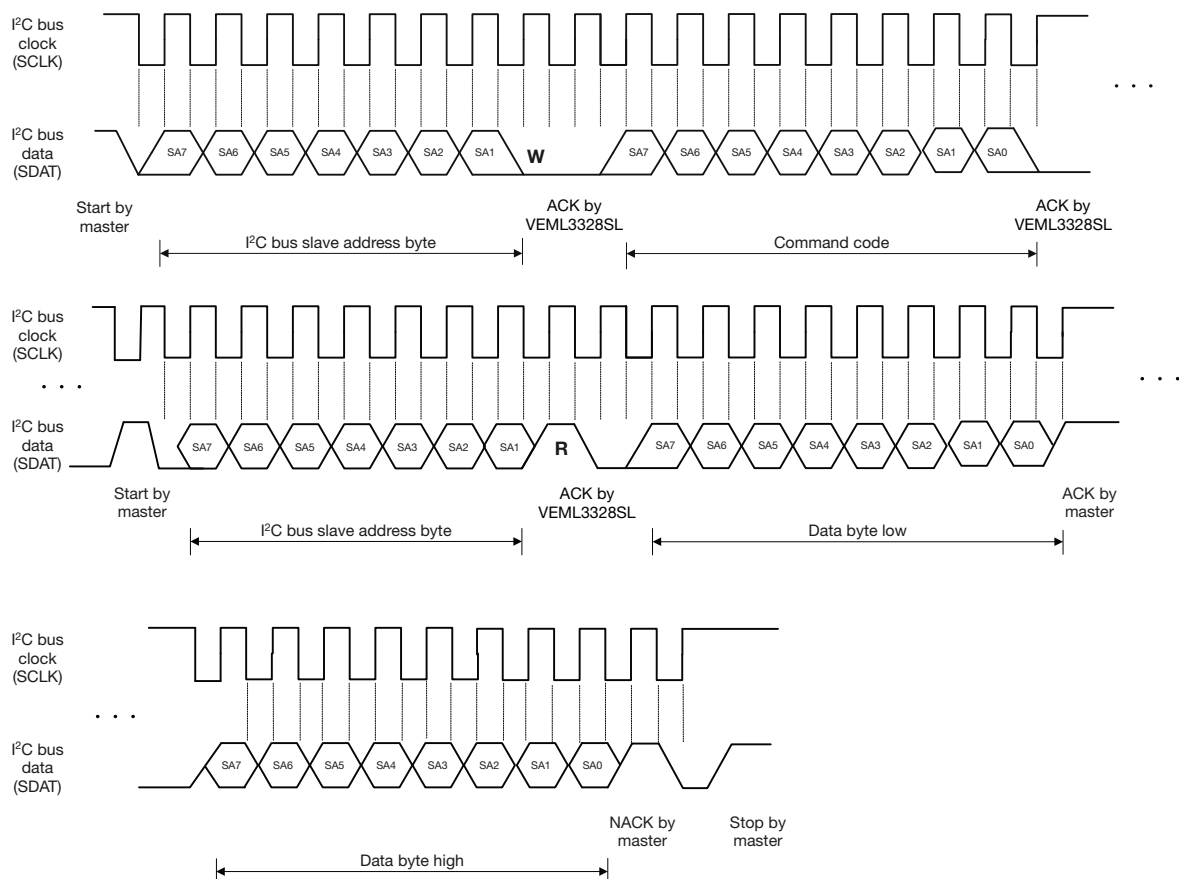 I²C bus
clock
(SCLK)
. . .
I²C bus
data
(SDAT)
SA7 SA6 SA5 SA4 SA3 SA2 SA1 W SA7 SA6 SA5 SA4 SA3 SA2 SA1 SA0
Start by
master
ACK by
VEML3328SL
ACK by
VEML3328SL
I²C bus slave address byte
Command code
I²C bus
clock
(SCLK)
. . .
. . .
I²C bus
data
(SDAT)
SA7 SA6 SA5 SA4 SA3 SA2 SA1 R SA7 SA6 SA5 SA4 SA3 SA2 SA1 SA0
Start by
master
ACK by
VEML3328SL
ACK by
master
I²C bus slave address byte
Data byte low
I²C bus
clock
(SCLK)
. . .
I²C bus
data
(SDAT)
SA7 SA6 SA5 SA4 SA3 SA2 SA1 SA0
NACK by
master
Stop by
master
Data byte high